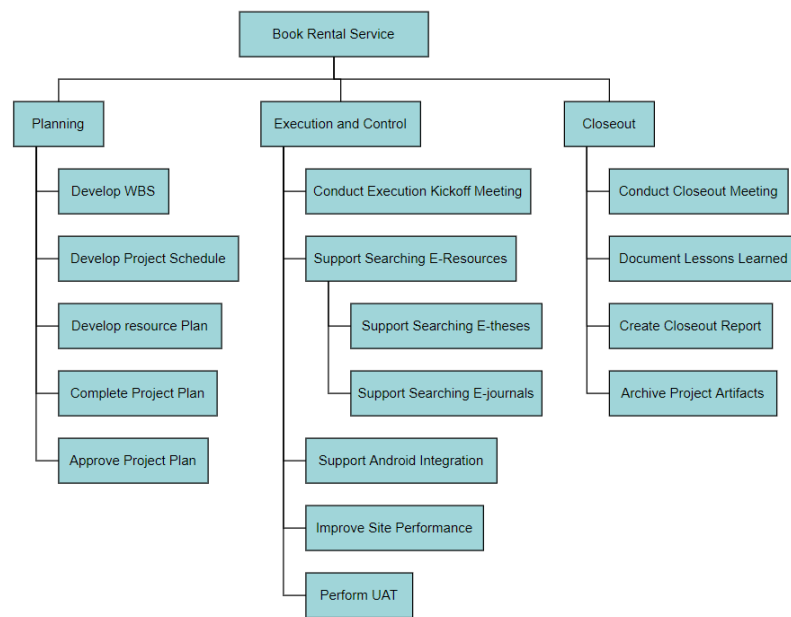 Book Rental Service
Planning
Execution and Control
Closeout
Develop WBS
Conduct Execution Kickoff Meeting
Conduct Closeout Meeting
Develop Project Schedule
Support Searching E-Resources
Document Lessons Learned
Develop resource Plan
Support Searching E-theses
Create Closeout Report
Complete Project Plan
Support Searching E-journals
Archive Project Artifacts
Approve Project Plan
Support Android Integration
Improve Site Performance
Perform UAT